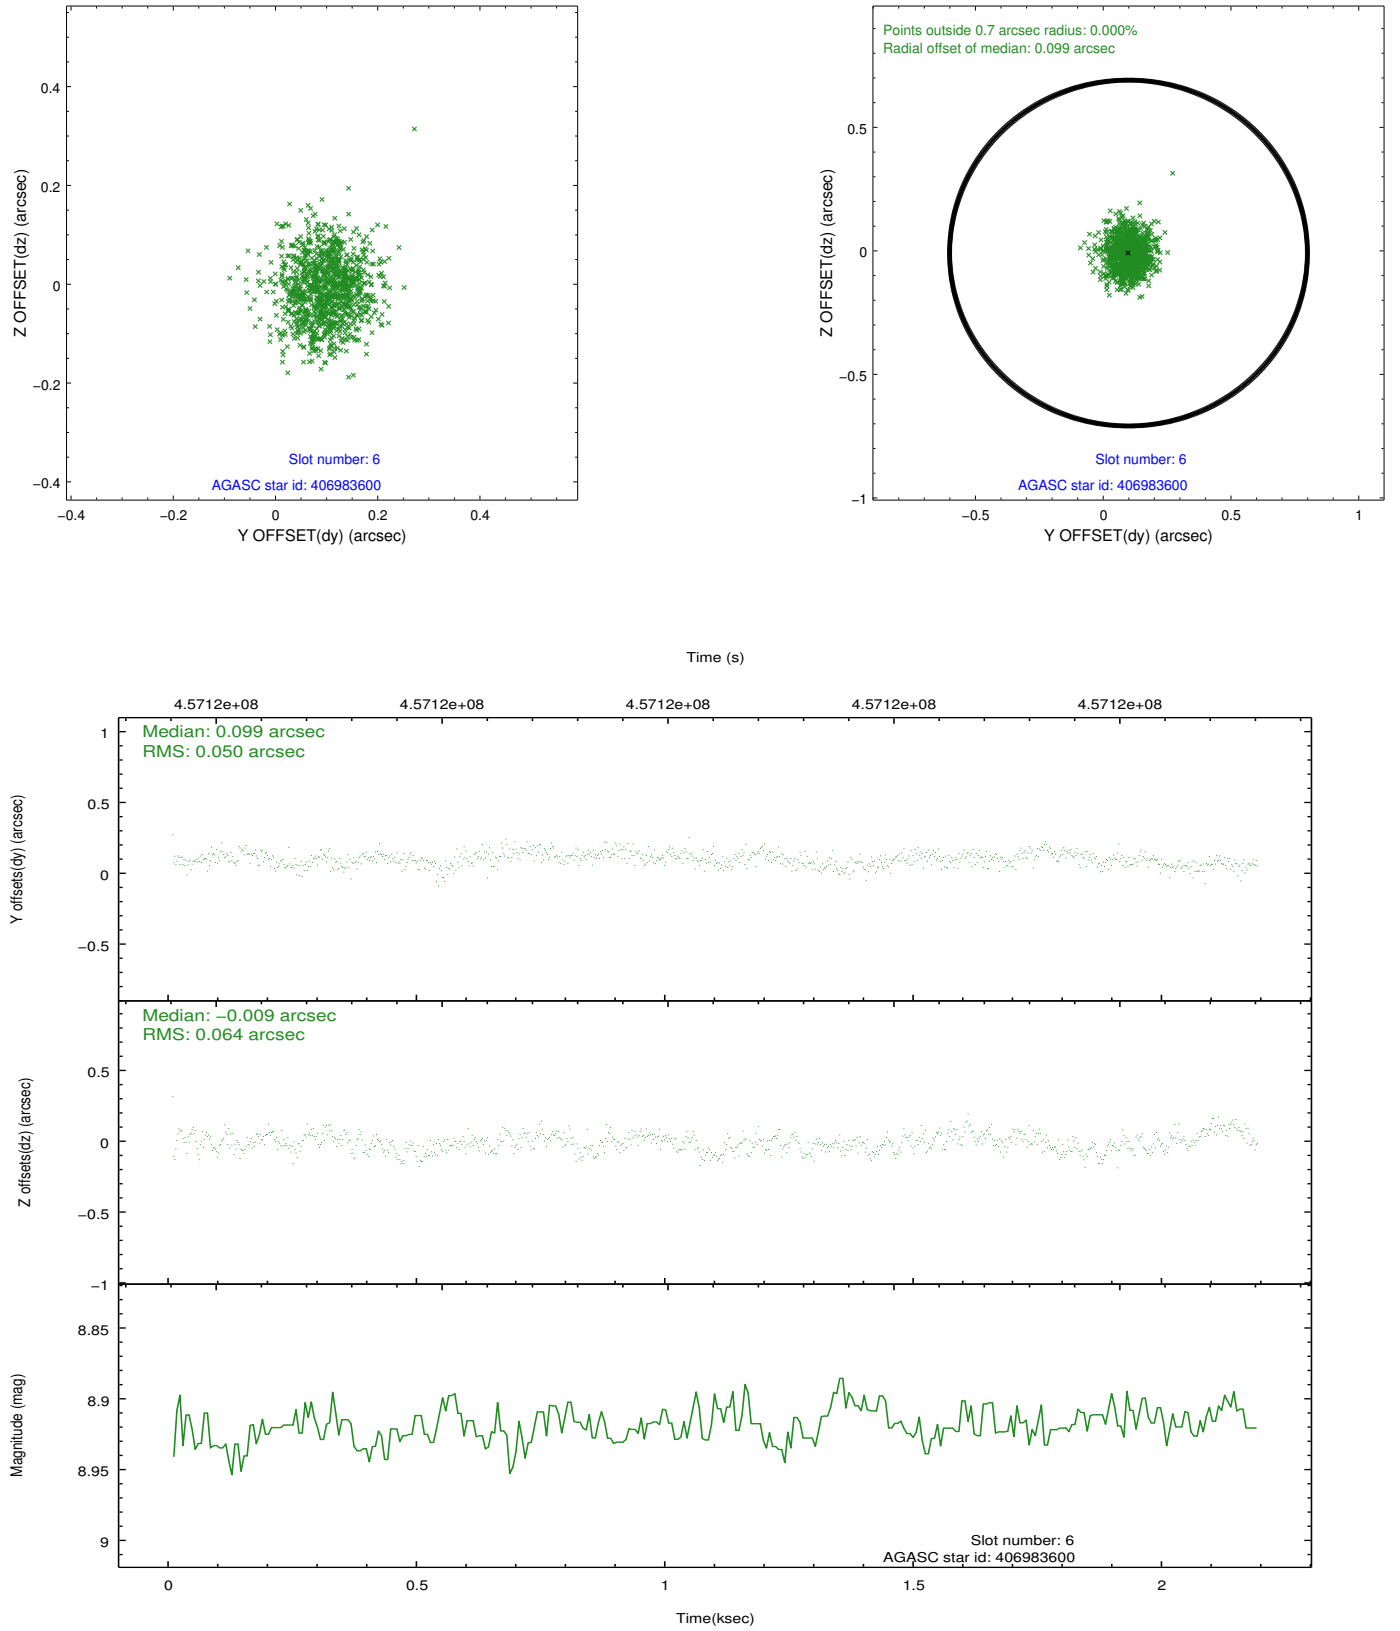 0.4
0.2
0
−0.2
−0.4
Z OFFSET(dz) (arcsec)
Slot number: 6
AGASC star id: 406983600
−0.4 −0.2 0 0.2 0.4
Y OFFSET(dy) (arcsec)
Points outside 0.7 arcsec radius: 0.000%
Radial offset of median: 0.099 arcsec
0.5
0
−0.5
−1
Z OFFSET(dz) (arcsec)
Slot number: 6
AGASC star id: 406983600
−0.5 0 0.5 1
Y OFFSET(dy) (arcsec)
Time (s)
4.5712e+08 4.5712e+08 4.5712e+08 4.5712e+08 4.5712e+08
Median: 0.099 arcsec
RMS: 0.050 arcsec
1
0.5
0
−0.5
Y offsets(dy) (arcsec)
Median: −0.009 arcsec
RMS: 0.064 arcsec
0.5
0
−0.5
−1
Z offsets(dz) (arcsec)
8.85
8.9
8.95
9
Magnitude (mag)
Slot number: 6
AGASC star id: 406983600
0 0.5 1 1.5 2
Time(ksec)